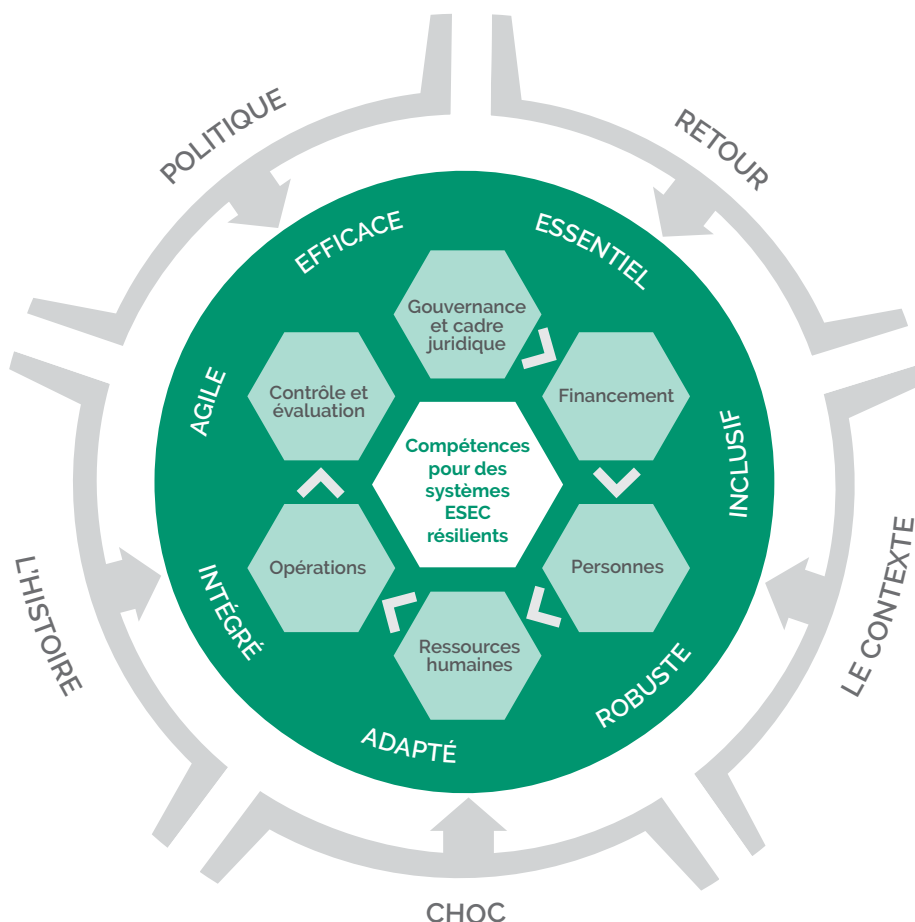 POLITIQUE
RETOUR
EFFICACE
ESSENTIEL
Gouvernance
et cadre
juridique
AGILE
Contrôle et
évaluation
Financement
INCLUSIF
Compétences
pour des
systèmes
ESEC
résilients
Opérations
Personnes
L'HISTOIRE
LE CONTEXTE
INTÉGRÉ
Ressources
humaines
ROBUSTE
ADAPTÉ
CHOC